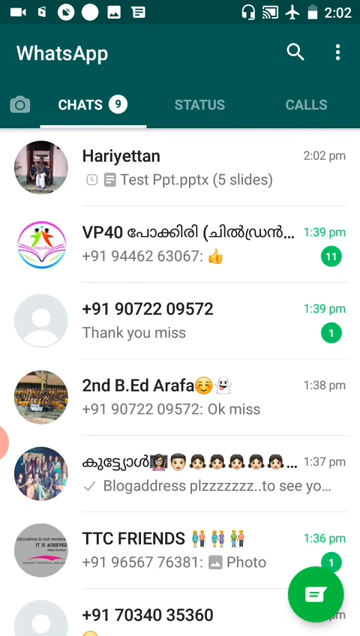 2:02
WhatsApp
CHATS 9 STATUS CALLS
Hariyettan 2:02 pm
Test Ppt.pptx (5 slides)
VP40 പോക്കിരി (ചിൽഡ്രൻ... 1:39 pm
+91 94462 63067: 👍 11
+91 90722 09572 1:39 pm
Thank you miss 1
2nd B.Ed Arafa☺️👻 1:38 pm
+91 90722 09572: Ok miss
കുട്ട്യോൾ👩🏿👦🏻👧🏻👧🏻👧🏻👧🏻👧🏻... 1:37 pm
Blogaddress plzzzzzzz..to see yo...
TTC FRIENDS 👬👫👭 1:36 pm
+91 96567 76381: Photo 1
+91 70340 35360 pm